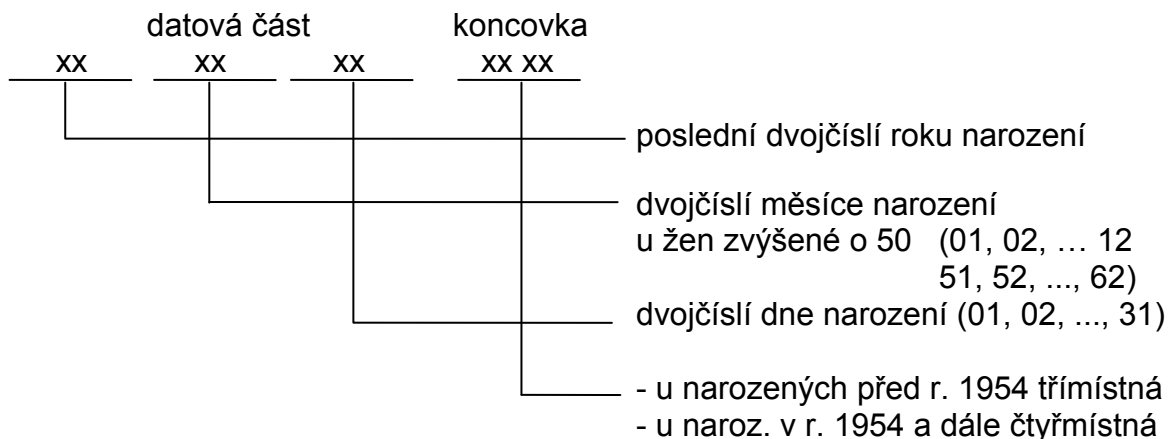 datová část koncovka
xx xx xx xx xx
poslední dvojčíslí roku narození
dvojčíslí měsíce narození
u žen zvýšené o 50 (01, 02, … 12
51, 52, ..., 62)
dvojčíslí dne narození (01, 02, ..., 31)
- u narozených před r. 1954 třímístná
- u naroz. v r. 1954 a dále čtyřmístná